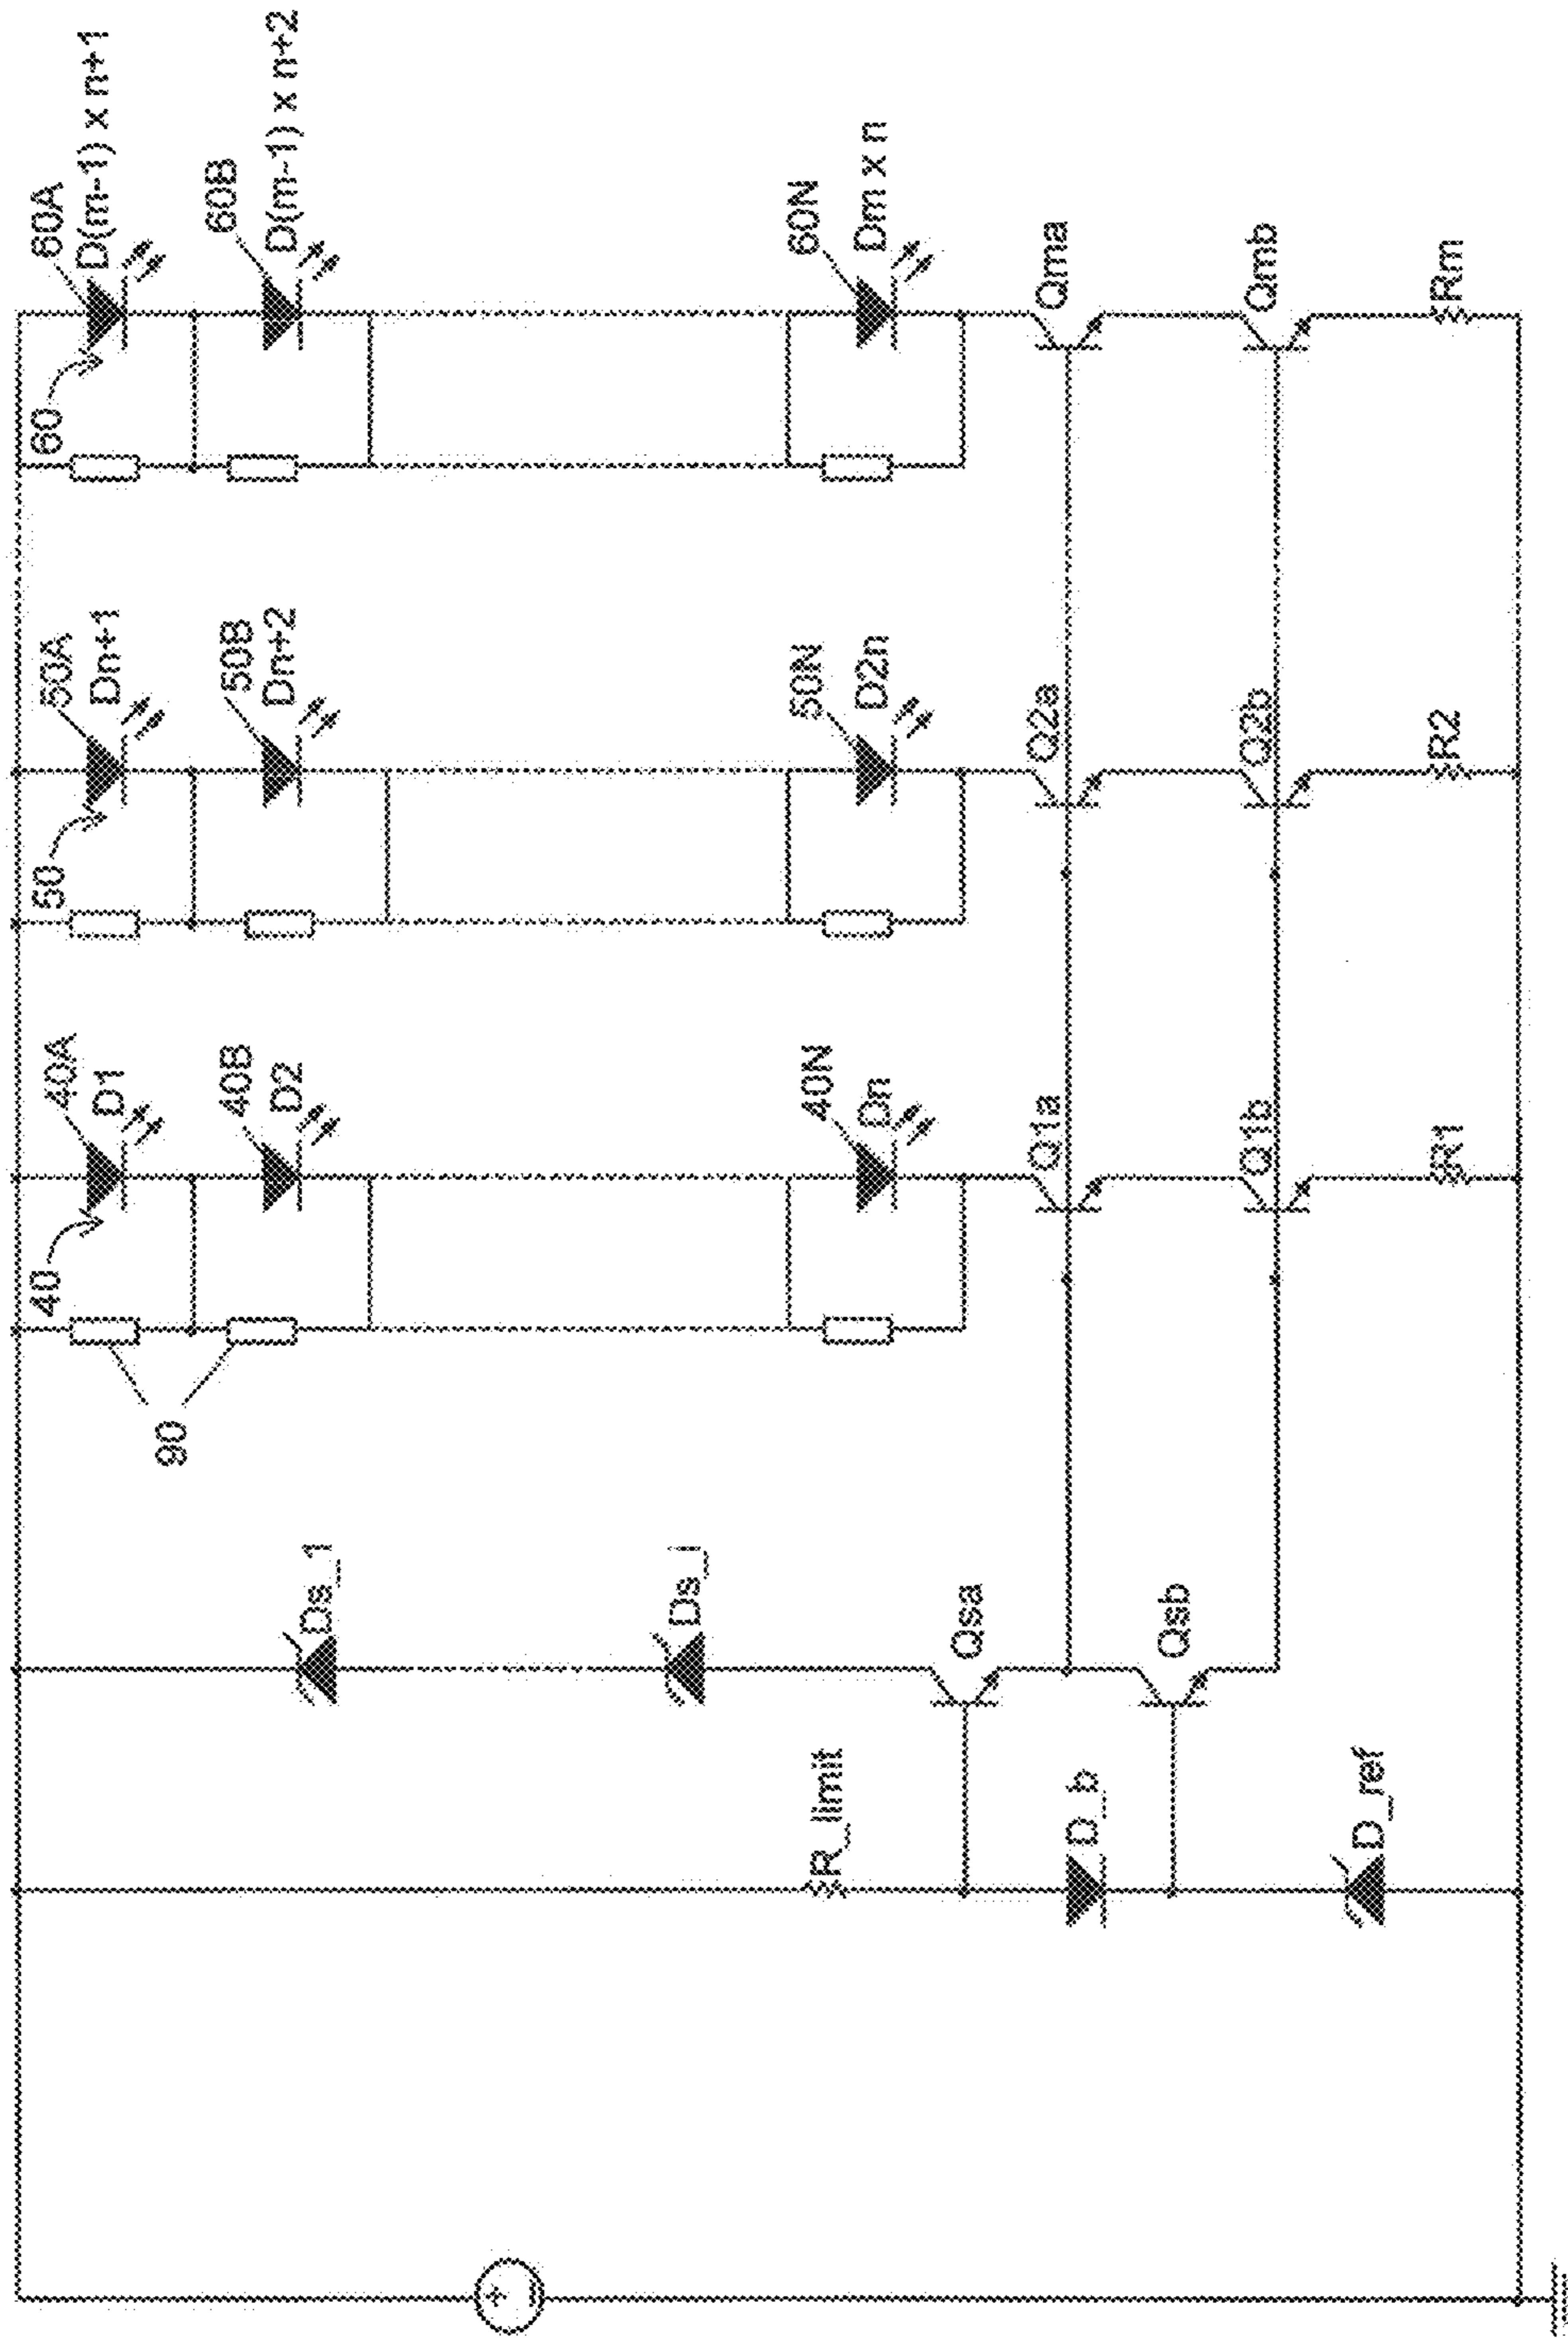 60A
D(m-1) x n+1
60
60B
D(m-1) x n+2
60N
Dm x n
Qma
Qmb
Rm
50A
Dn+1
50
50B
Dn+2
50N
D2n
Q2a
Q2b
R2
40A
D1
40
40B
D2
40N
Dn
Q1a
Q1b
R1
90
Ds_1
Ds_j
Qsa
Qsb
R_limit
D_b
D_ref
+